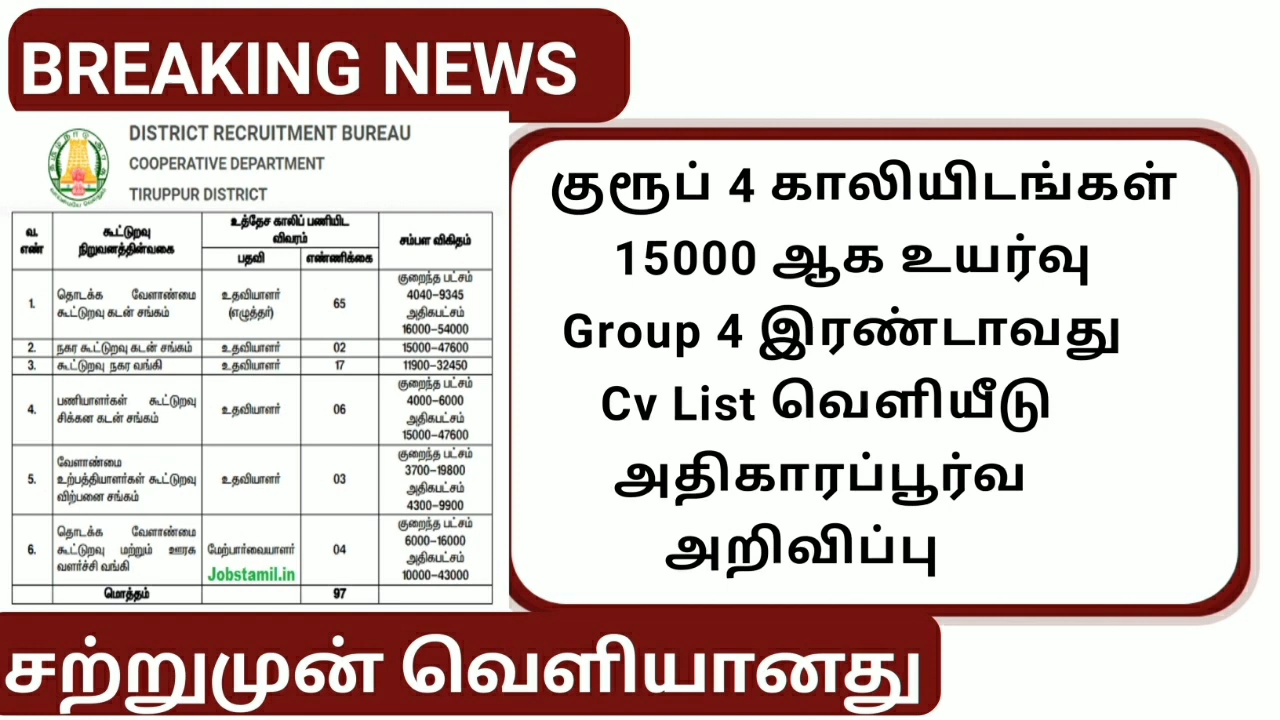 BREAKING NEWS
DISTRICT RECRUITMENT BUREAU
COOPERATIVE DEPARTMENT
TIRUPPUR DISTRICT
வ. எண் கூட்டுறவு நிறுவனத்தின்வகை உத்தேச காலிப் பணியிட விவரம் சம்பள விகிதம்
பதவி எண்ணிக்கை
1. தொடக்க வேளாண்மை கூட்டுறவு கடன் சங்கம் உதவியாளர் (எழுத்தர்) 65 குறைந்த பட்சம் 4040–9345 அதிகபட்சம் 16000–54000
2. நகர கூட்டுறவு கடன் சங்கம் உதவியாளர் 02 15000–47600
3. கூட்டுறவு நகர வங்கி உதவியாளர் 17 11900–32450
4. பணியாளர்கள் கூட்டுறவு சிக்கன கடன் சங்கம் உதவியாளர் 06 குறைந்த பட்சம் 4000–6000 அதிகபட்சம் 15000–47600
5. வேளாண்மை உற்பத்தியாளர்கள் கூட்டுறவு விற்பனை சங்கம் உதவியாளர் 03 குறைந்த பட்சம் 3700–19800 அதிகபட்சம் 4300–9900
6. தொடக்க வேளாண்மை கூட்டுறவு மற்றும் ஊரக வளர்ச்சி வங்கி மேற்பார்வையாளர் 04 குறைந்த பட்சம் 6000–16000 அதிகபட்சம் 10000–43000
Jobstamil.in
மொத்தம் 97
குரூப் 4 காலியிடங்கள்
15000 ஆக உயர்வு
Group 4 இரண்டாவது
Cv List வெளியீடு
அதிகாரப்பூர்வ
அறிவிப்பு
சற்றுமுன் வெளியானது